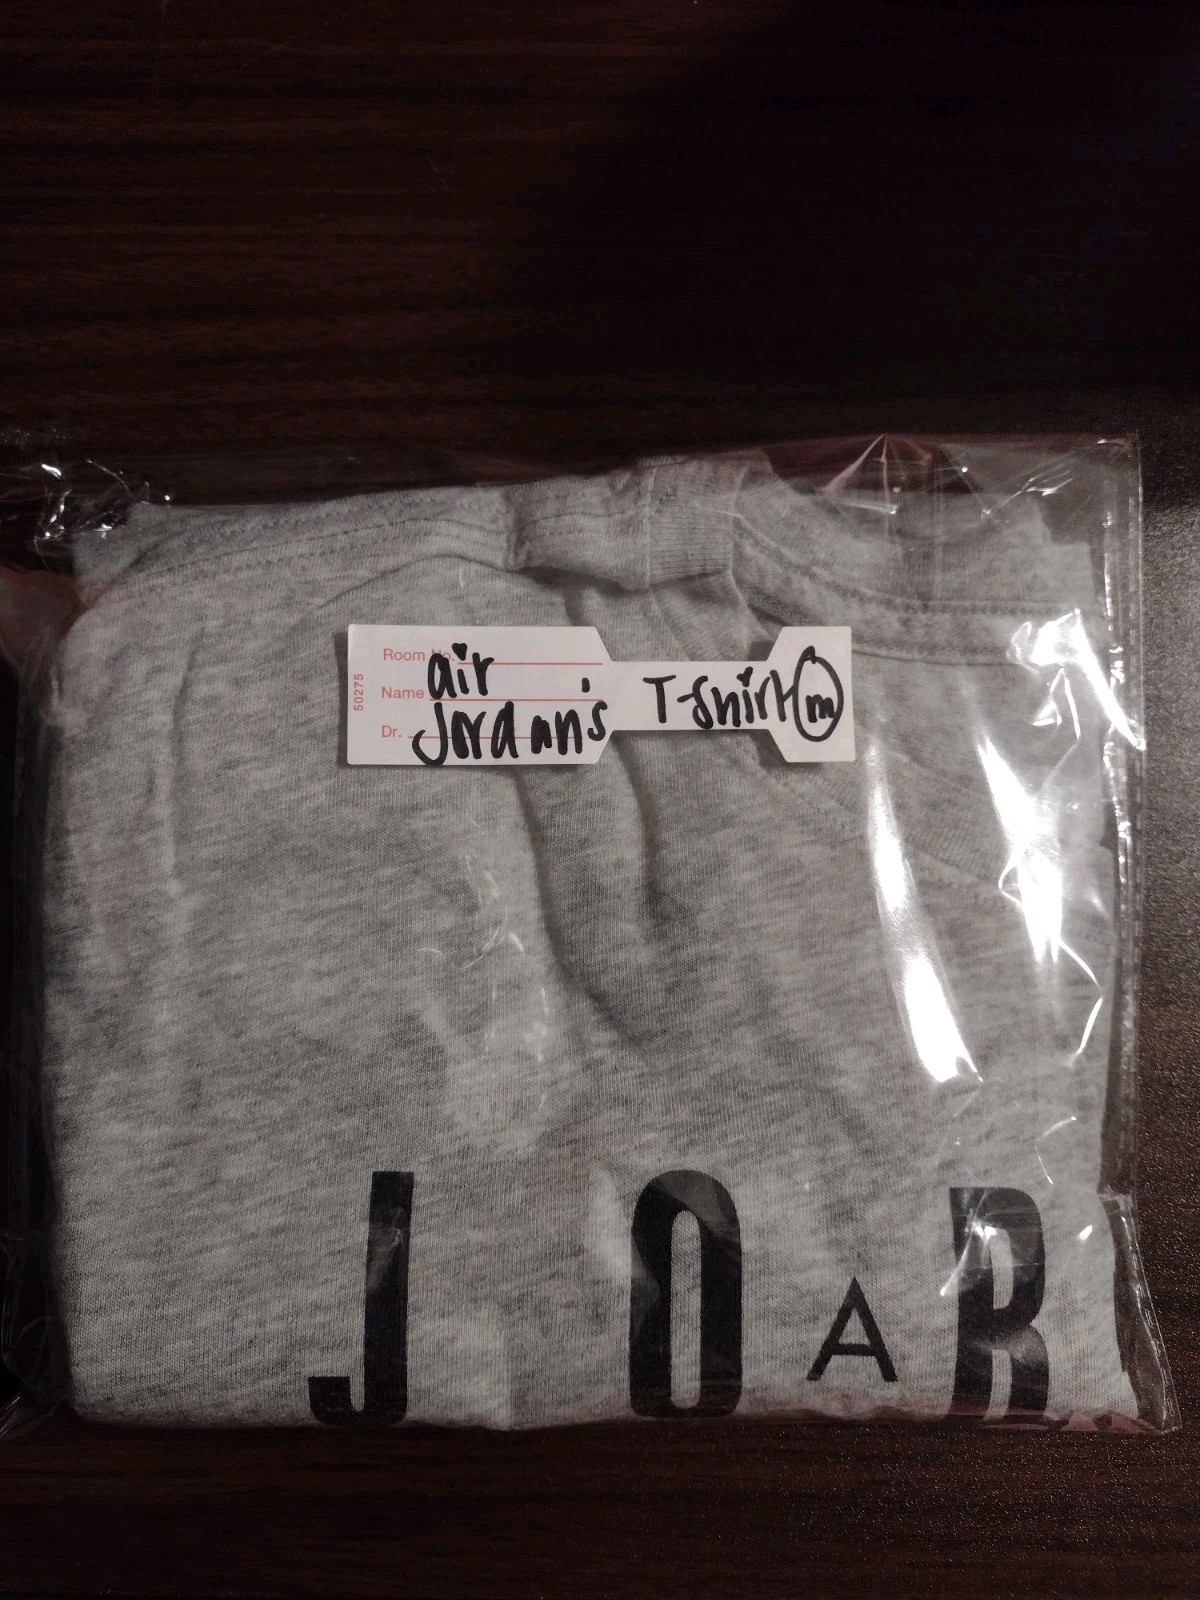 Room No.
air
Name
Jordan's
Dr.
50275
T-Shirt m
J O A R